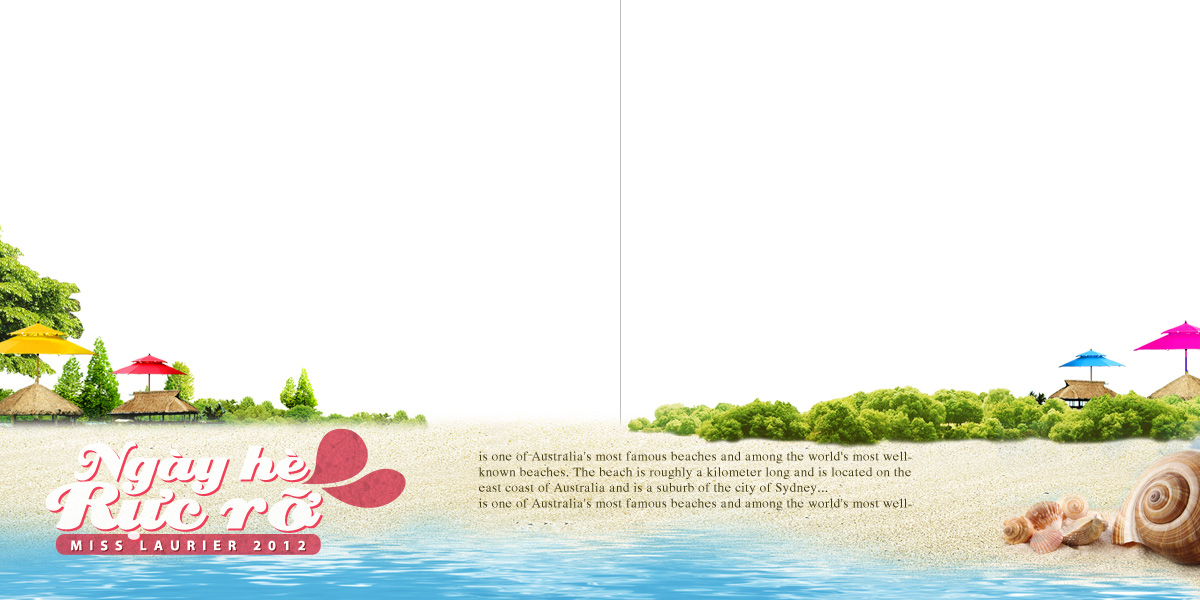 Ngày hè
Rực rỡ
MISS LAURIER 2012
is one of Australia's most famous beaches and among the world's most well-
known beaches. The beach is roughly a kilometer long and is located on the
east coast of Australia and is a suburb of the city of Sydney...
is one of Australia's most famous beaches and among the world's most well-